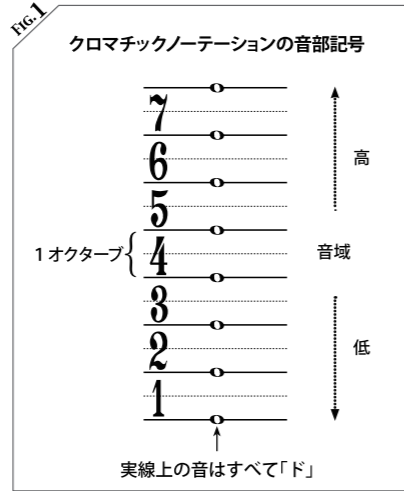 FIG.1
クロマチックノーテーションの音部記号
7
6
高
5
1オクターブ
4
音域
3
2
低
1
実線上の音はすべて「ド」